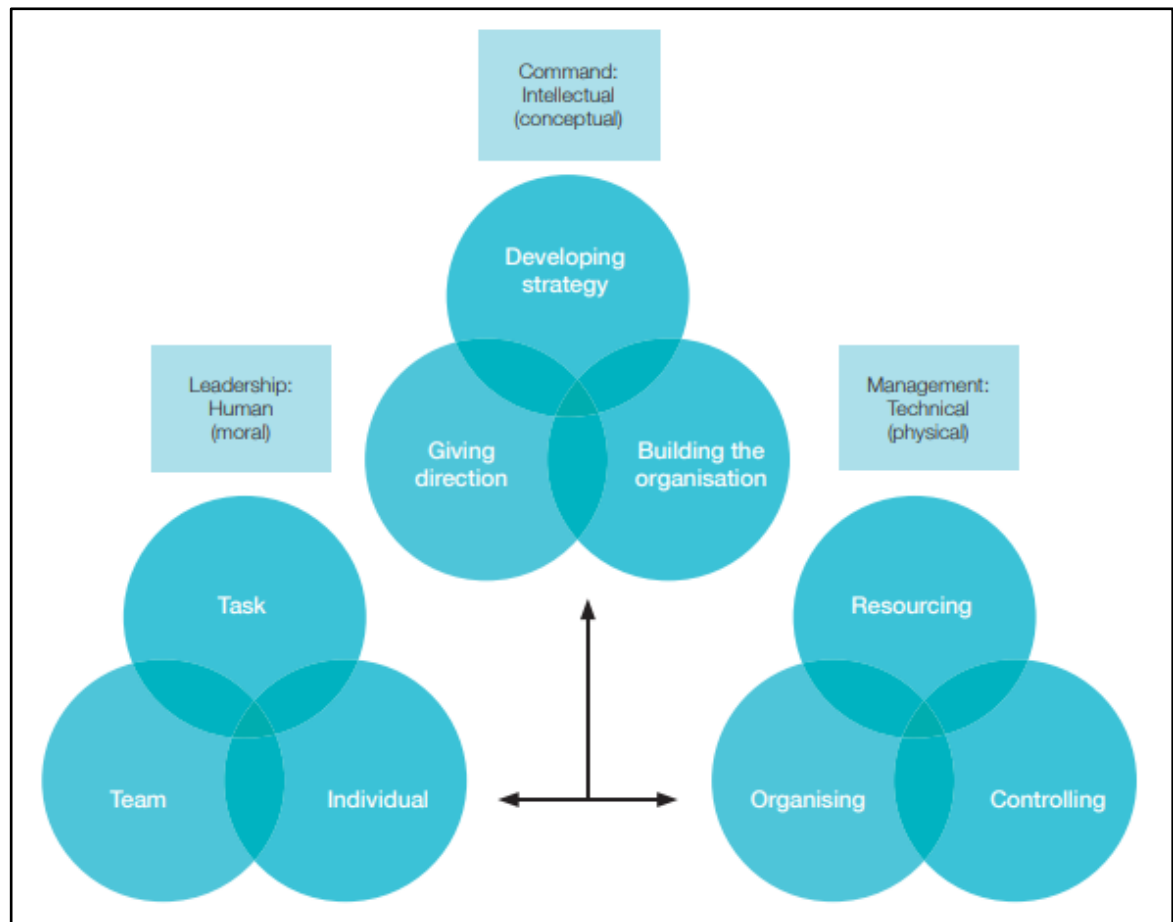 Command:
Intellectual
(conceptual)
Developing
strategy
Giving
direction
Building the
organisation
Leadership:
Human
(moral)
Task
Team
Individual
Management:
Technical
(physical)
Resourcing
Organising
Controlling